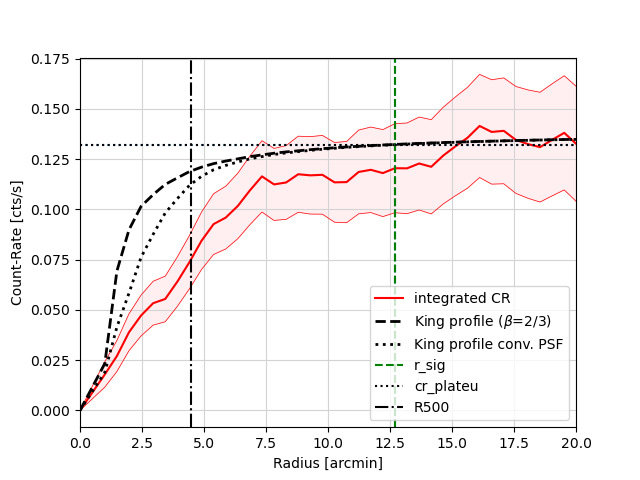 0.175
0.150
0.125
0.100
0.075
0.050
0.025
0.000
Count-Rate [cts/s]
integrated CR
King profile (β=2/3)
King profile conv. PSF
r_sig
cr_plateu
R500
0.0 2.5 5.0 7.5 10.0 12.5 15.0 17.5 20.0
Radius [arcmin]